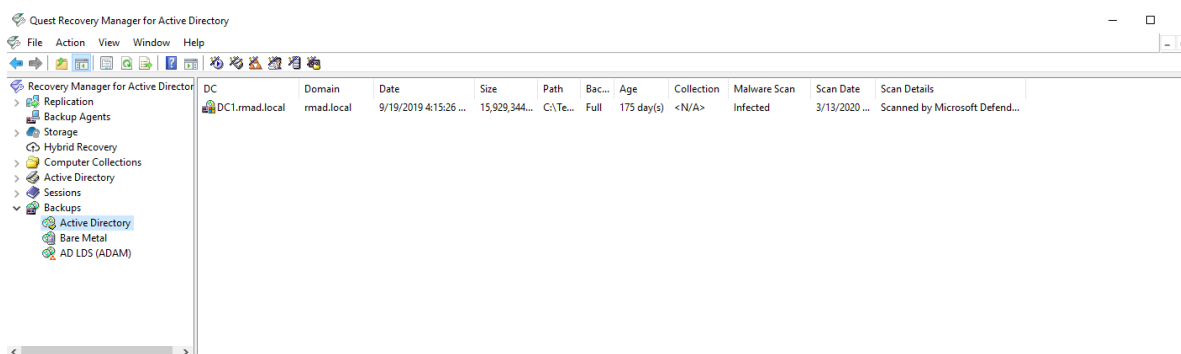 Quest Recovery Manager for Active Directory
File Action View Window Help
Recovery Manager for Active Director
Replication
Backup Agents
Storage
Hybrid Recovery
Computer Collections
Active Directory
Sessions
Backups
Active Directory
Bare Metal
AD LDS (ADAM)
DC Domain Date Size Path Bac... Age Collection Malware Scan Scan Date Scan Details
DC1.rmad.local rmad.local 9/19/2019 4:15:26 ... 15,929,344... C:\Te... Full 175 day(s) <N/A> Infected 3/13/2020 ... Scanned by Microsoft Defend...